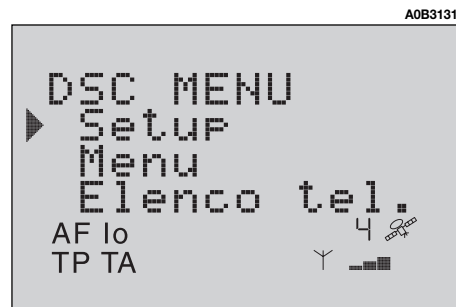 A0B3131
DSC MENU
Setup
Menu
Elenco tel.
AF lo 4
TP TA